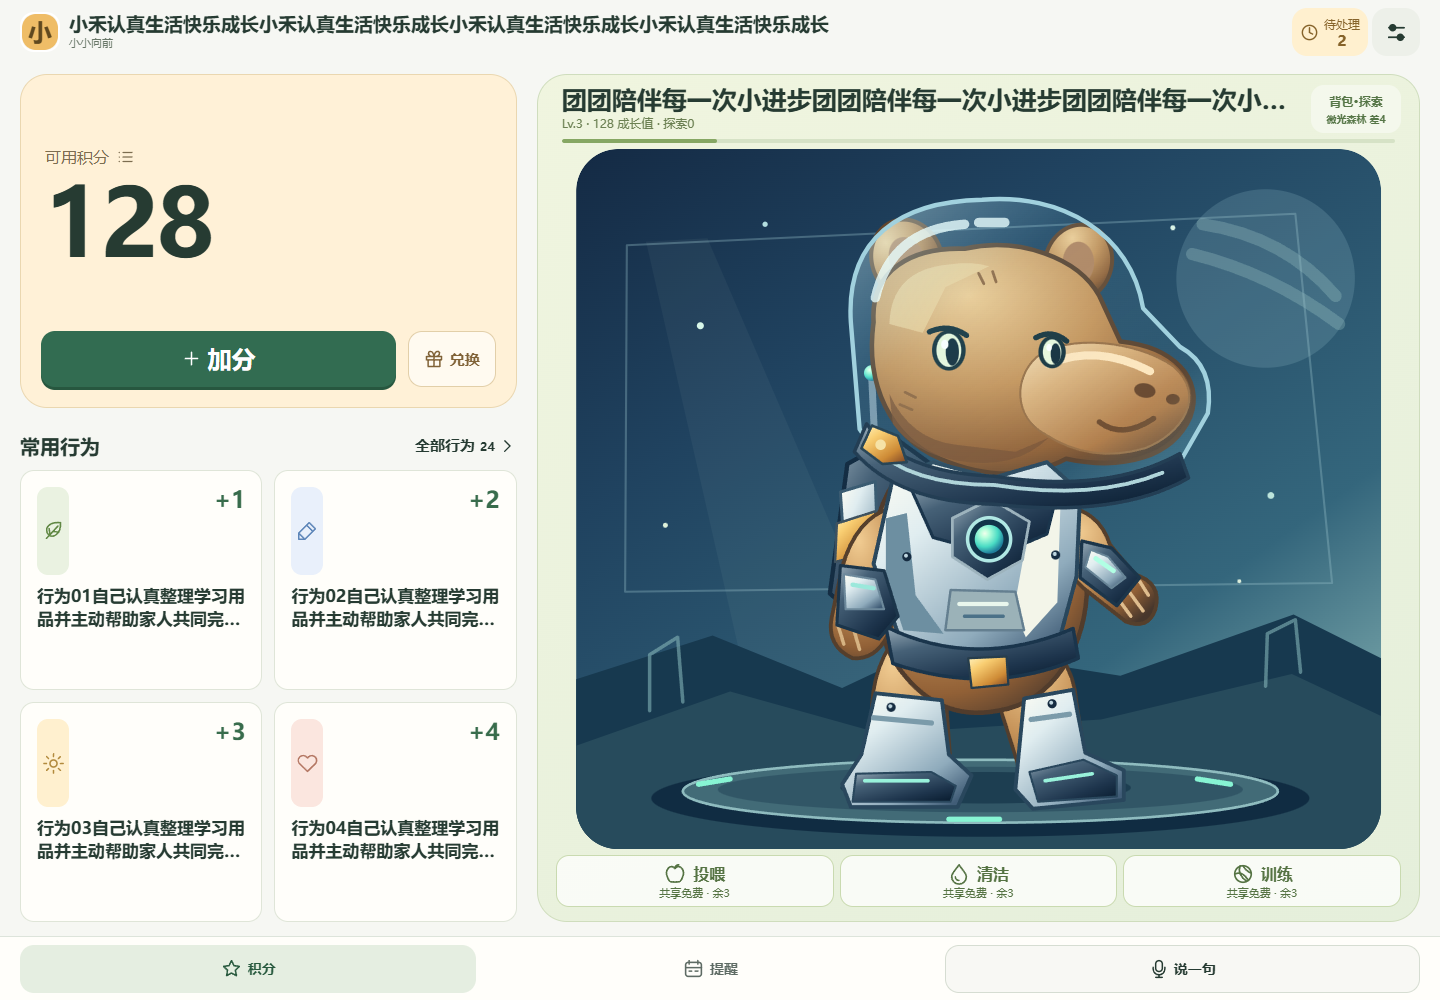 小
小禾认真生活快乐成长小禾认真生活快乐成长小禾认真生活快乐成长小禾认真生活快乐成长
小小向前
待处理
2
可用积分
128
加分
兑换
常用行为
全部行为 24
+1
行为01自己认真整理学习用
品并主动帮助家人共同完...
+2
行为02自己认真整理学习用
品并主动帮助家人共同完...
+3
行为03自己认真整理学习用
品并主动帮助家人共同完...
+4
行为04自己认真整理学习用
品并主动帮助家人共同完...
团团陪伴每一次小进步团团陪伴每一次小进步团团陪伴每一次小...
Lv.3 · 128 成长值 · 探索0
背包•探索
微光森林 差4
投喂
共享免费 · 余3
清洁
共享免费 · 余3
训练
共享免费 · 余3
积分
提醒
说一句